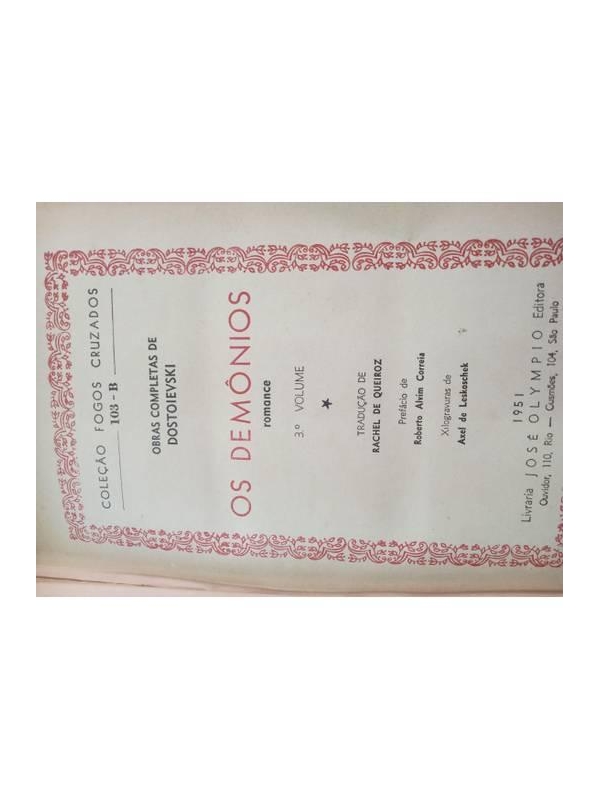 COLEÇÃO FOGOS CRUZADOS
103 - B
OBRAS COMPLETAS DE
DOSTOIEVSKI
OS DEMÔNIOS
romance
3.º VOLUME
TRADUÇÃO DE
RACHEL DE QUEIROZ
Prefácio de
Roberto Alvim Correia
Xilogravuras de
Axel de Leskoschek
1951
Livraria JOSÉ OLYMPIO Editora
Ouvidor, 110, Rio — Gusmões, 104, São Paulo